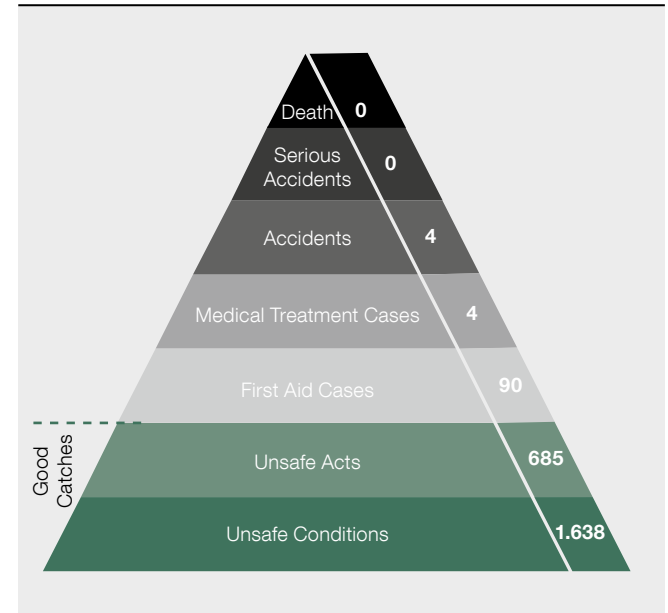 Death 0
Serious
Accidents 0
Accidents 4
Medical Treatment Cases 4
First Aid Cases 90
Good
Catches
Unsafe Acts 685
Unsafe Conditions 1.638